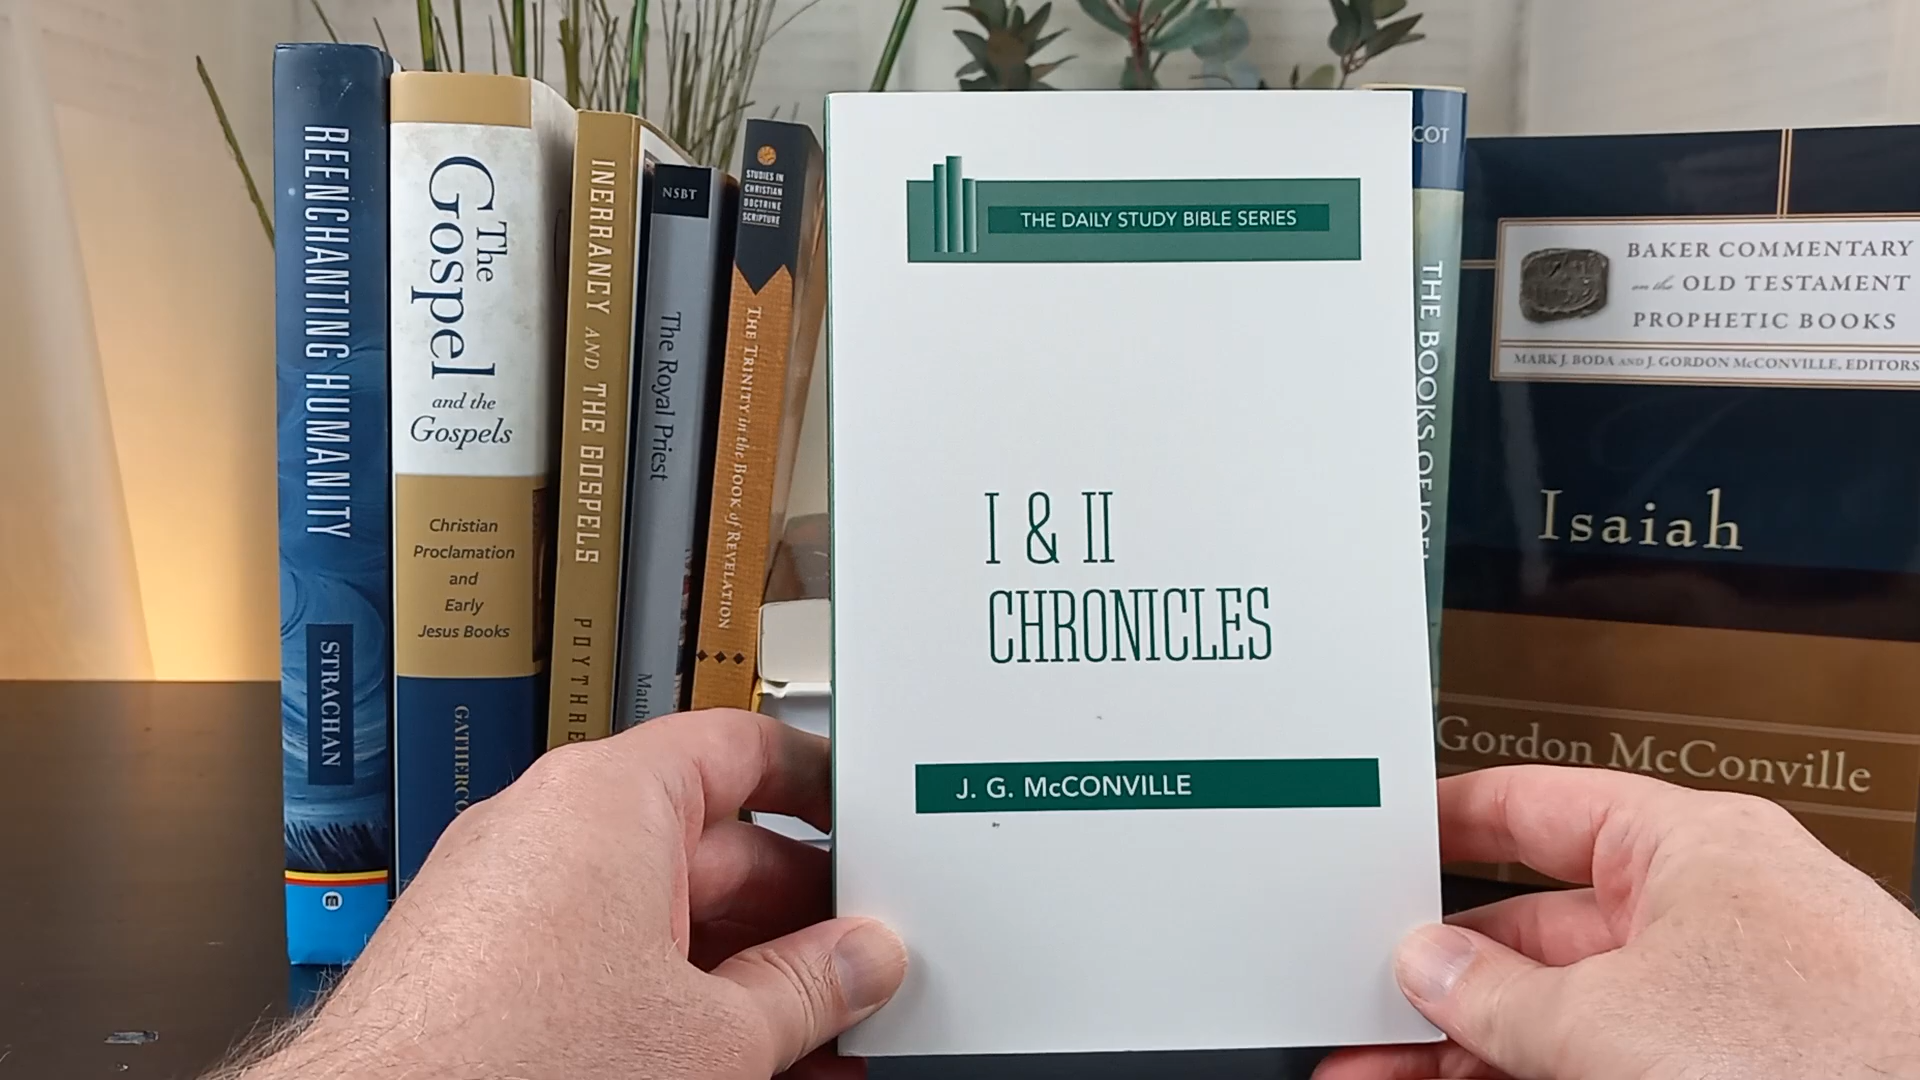 REENCHANTING HUMANITY
STRACHAN
The
Gospel
and the
Gospels
Christian
Proclamation
and
Early
Jesus Books
INERRANCY AND THE GOSPELS
NSBT
The Royal Priest
STUDIES IN
CHRISTIAN
DOCTRINE
AND
SCRIPTURE
THE TRINITY in the BOOK of REVELATION
THE DAILY STUDY BIBLE SERIES
I & II
CHRONICLES
J. G. McCONVILLE
COT
THE BOOKS OF
BAKER COMMENTARY
on the OLD TESTAMENT
PROPHETIC BOOKS
MARK J. BODA AND J. GORDON McCONVILLE, EDITORS
Isaiah
Gordon McConville